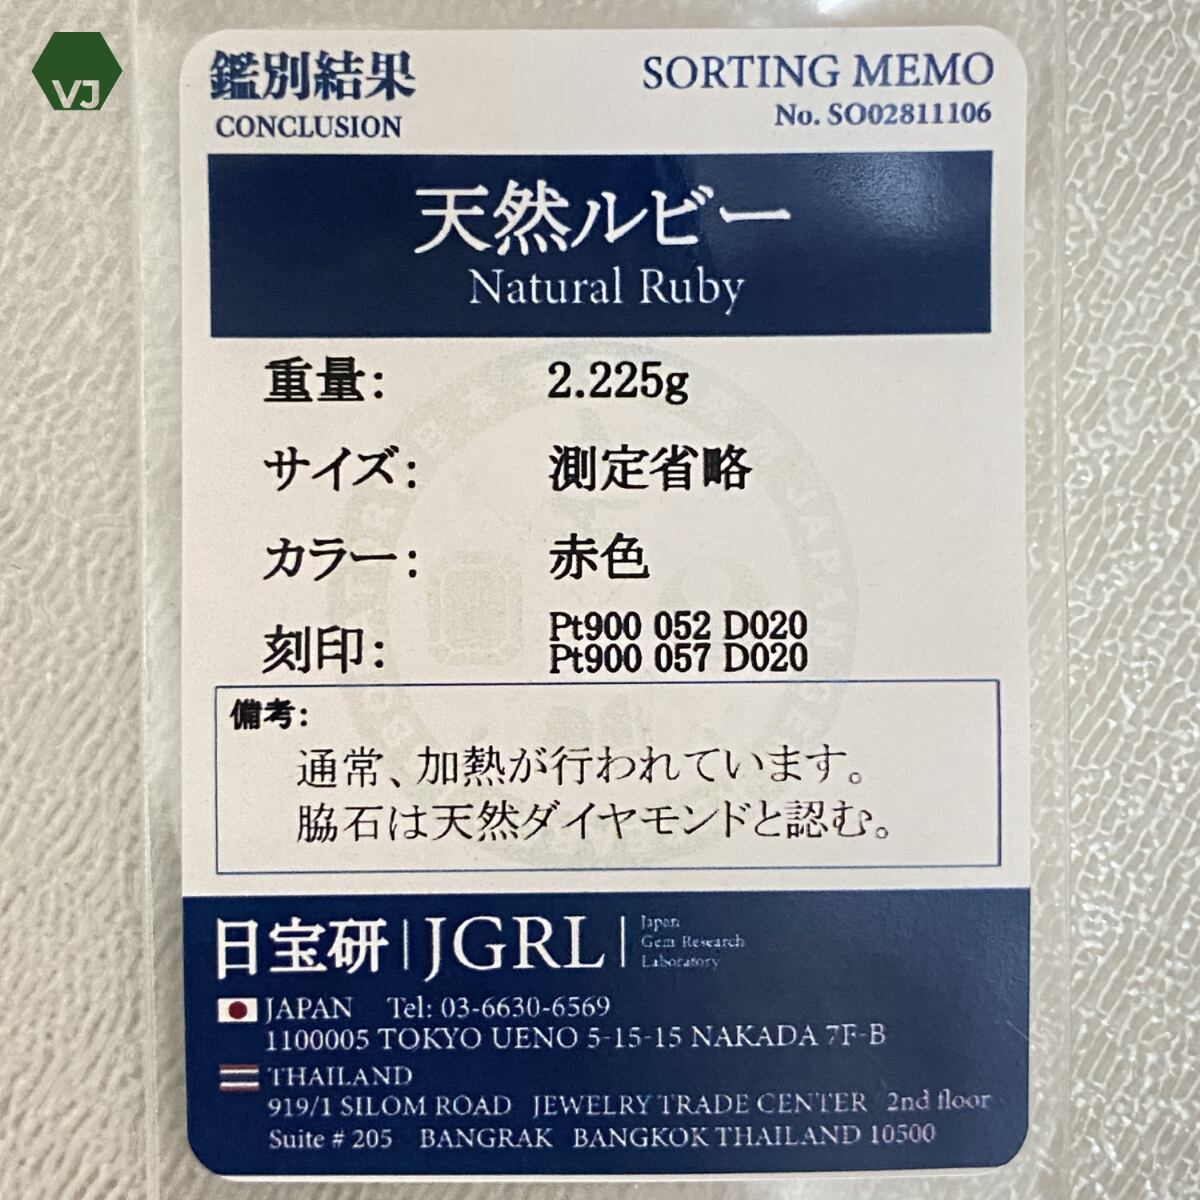 VJ
鑑別結果
CONCLUSION
SORTING MEMO
No. SO02811106
天然ルビー
Natural Ruby
重量: 2.225g
サイズ: 測定省略
カラー: 赤色
刻印: Pt900 052 D020
Pt900 057 D020
備考:
通常、加熱が行われています。
脇石は天然ダイヤモンドと認む。
日宝研 JGRL
Japan
Gem Research
Laboratory
JAPAN Tel: 03-6630-6569
1100005 TOKYO UENO 5-15-15 NAKADA 7F-B
THAILAND
919/1 SILOM ROAD JEWELRY TRADE CENTER 2nd floor
Suite # 205 BANGRAK BANGKOK THAILAND 10500